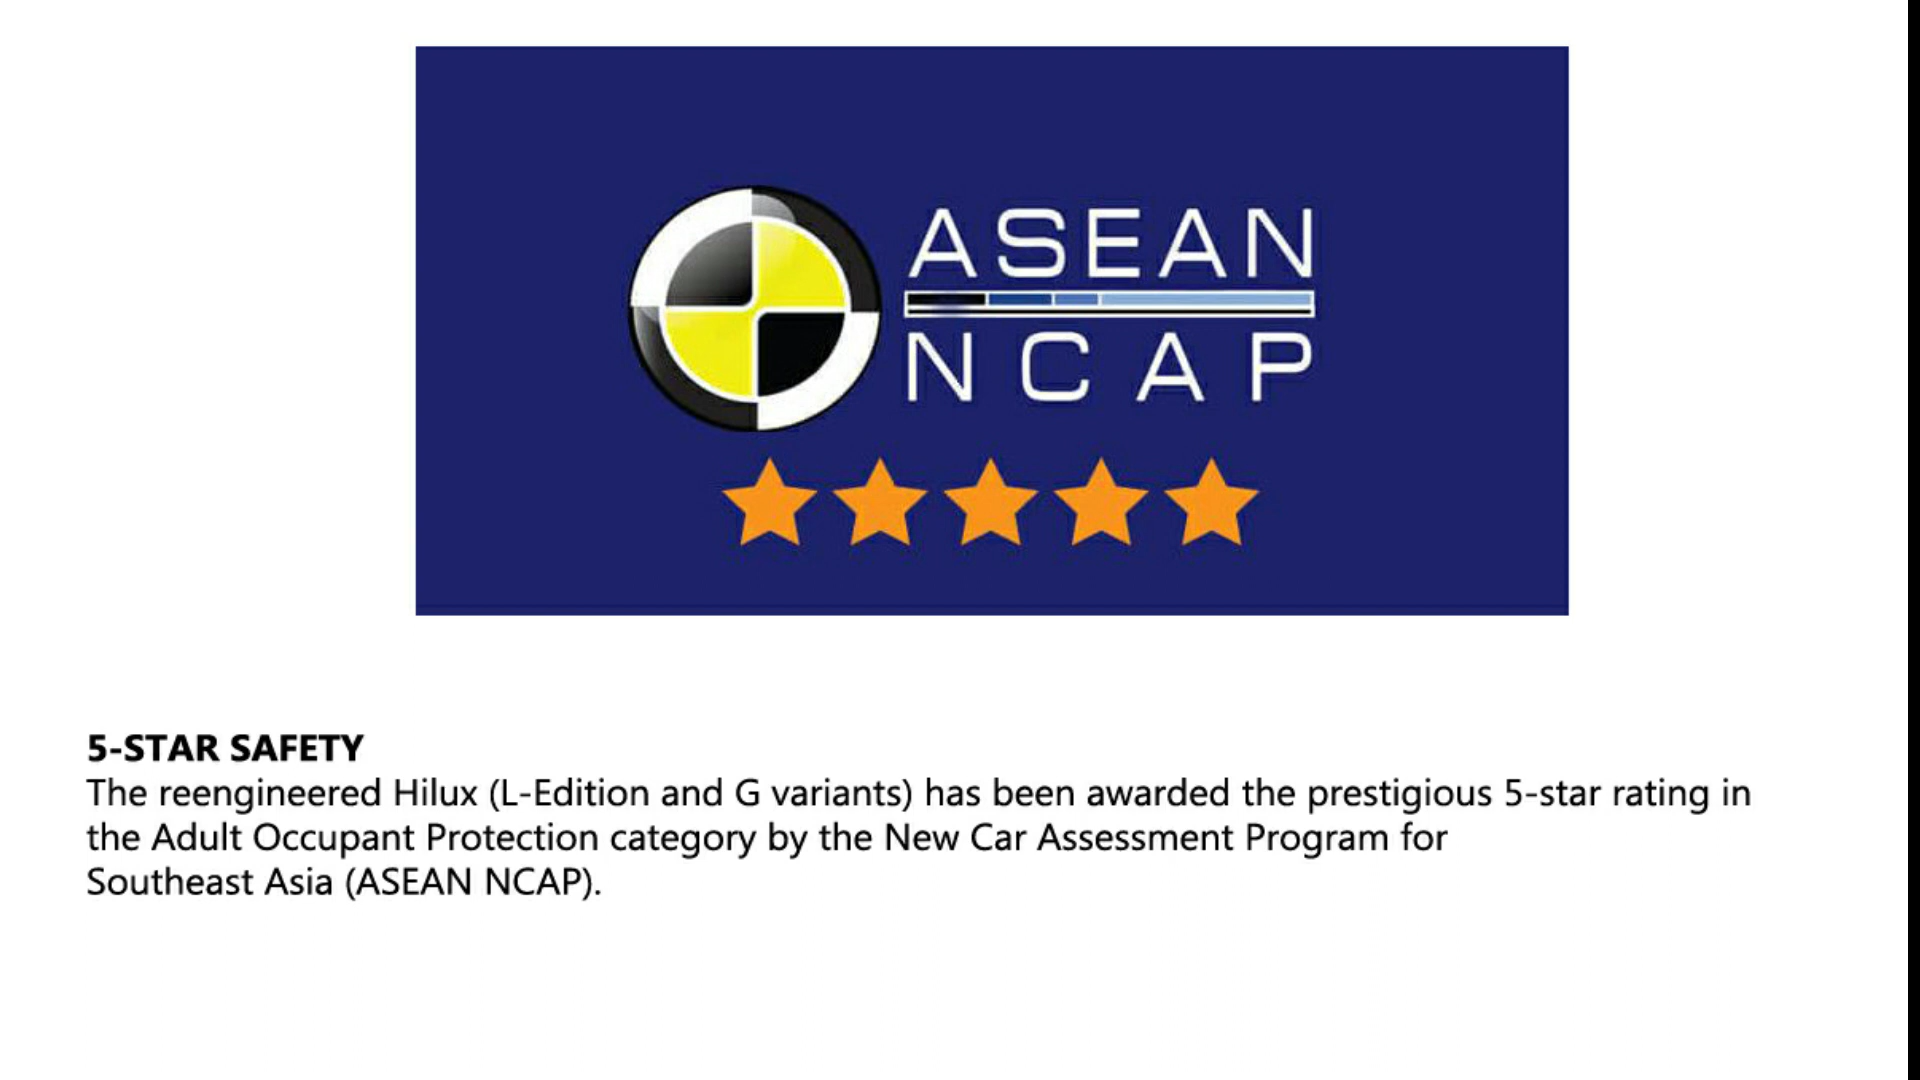 ASEAN
NCAP
5-STAR SAFETY
The reengineered Hilux (L-Edition and G variants) has been awarded the prestigious 5-star rating in
the Adult Occupant Protection category by the New Car Assessment Program for
Southeast Asia (ASEAN NCAP).